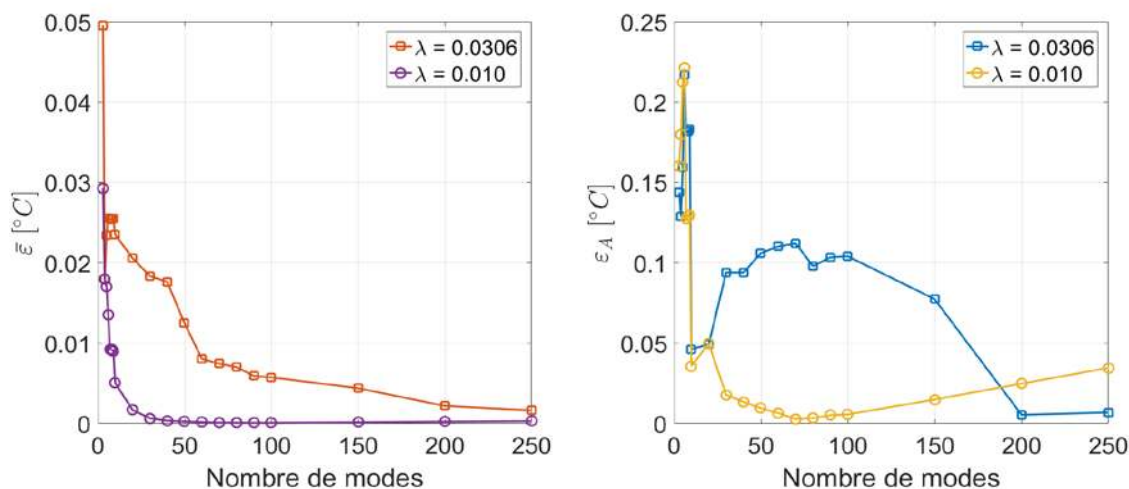 0.05
0.04
0.03
0.02
0.01
0
ε̄ [°C]
λ = 0.0306
λ = 0.010
0 50 100 150 200 250
Nombre de modes
0.25
0.2
0.15
0.1
0.05
0
ε_A [°C]
λ = 0.0306
λ = 0.010
0 50 100 150 200 250
Nombre de modes